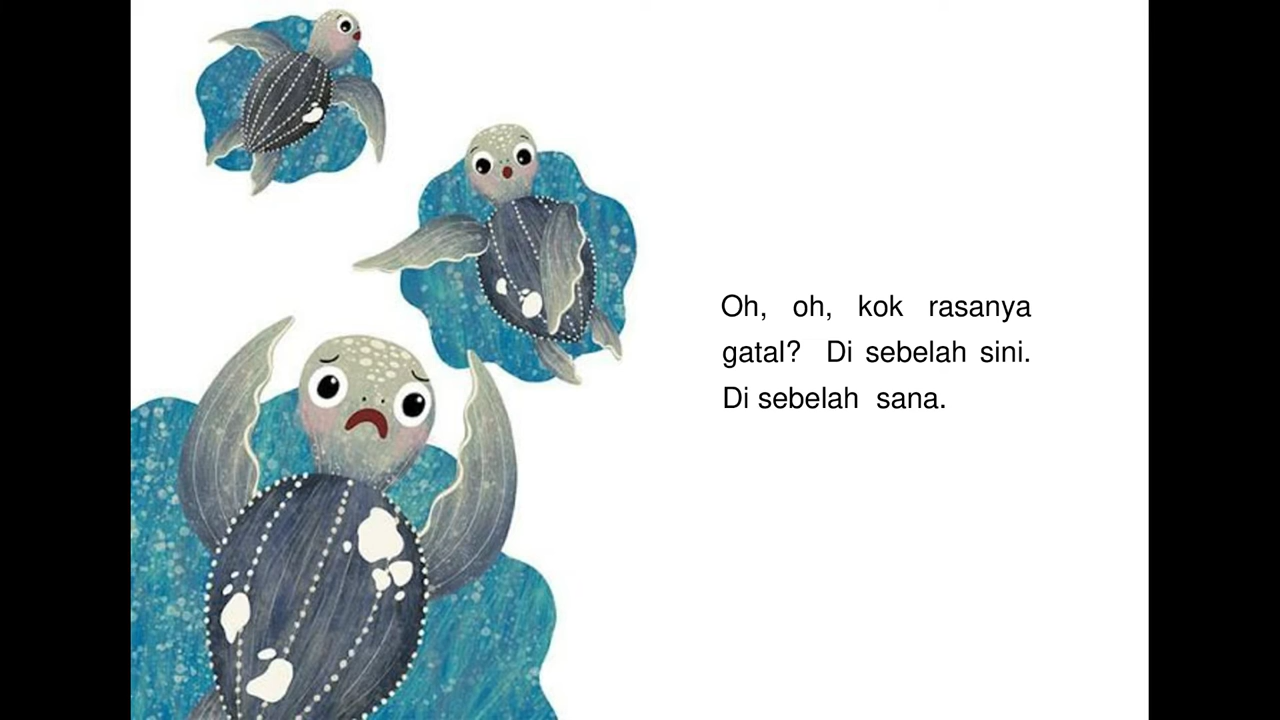 Oh, oh, kok rasanya
gatal? Di sebelah sini.
Di sebelah sana.